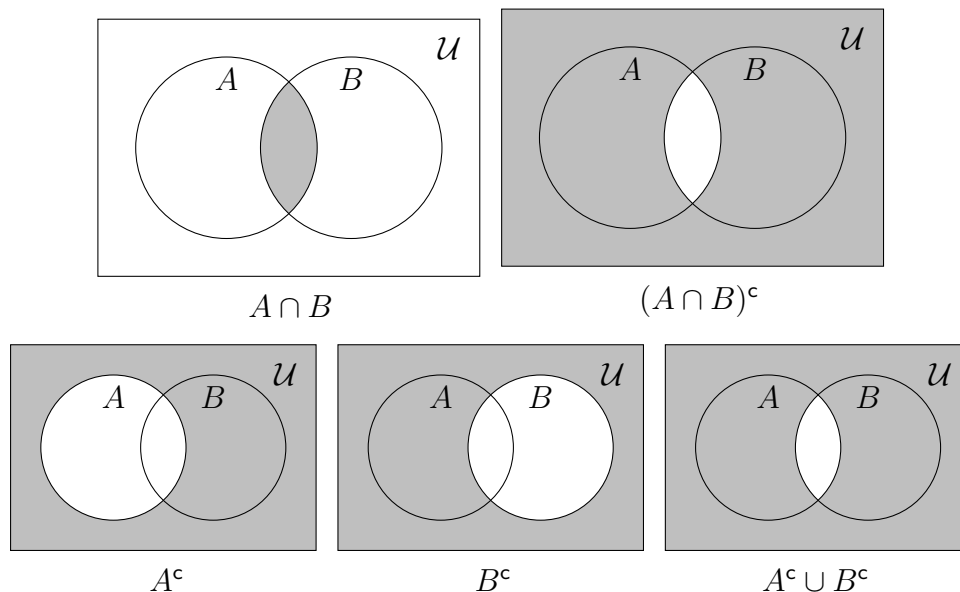 A B 𝒰
A B 𝒰
A ∩ B
(A ∩ B)ᶜ
A B 𝒰
A B 𝒰
A B 𝒰
Aᶜ
Bᶜ
Aᶜ ∪ Bᶜ